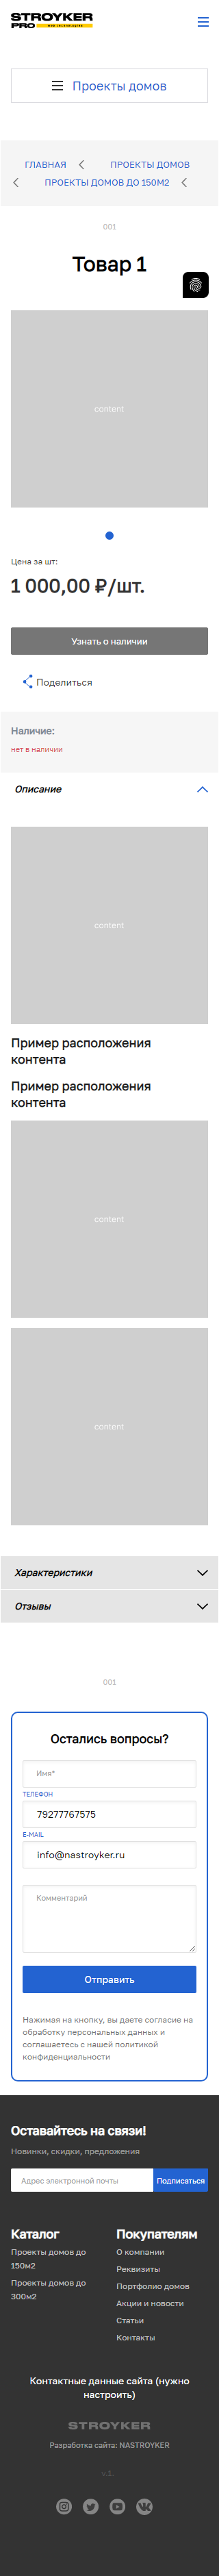 STROYKER
PRO
Проекты домов
ГЛАВНАЯ ПРОЕКТЫ ДОМОВ
ПРОЕКТЫ ДОМОВ ДО 150М2
001
Товар 1
content
Цена за шт:
1 000,00 ₽/шт.
Узнать о наличии
Поделиться
Наличие:
нет в наличии
Описание
content
Пример расположения
контента
Пример расположения
контента
content
content
Характеристики
Отзывы
001
Остались вопросы?
Имя*
ТЕЛЕФОН
79277767575
E-MAIL
info@nastroyker.ru
Комментарий
Отправить
Нажимая на кнопку, вы даете согласие на
обработку персональных данных и
соглашаетесь с нашей политикой
конфиденциальности
Оставайтесь на связи!
Новинки, скидки, предложения
Адрес электронной почты Подписаться
Каталог
Проекты домов до
150м2
Проекты домов до
300м2
Покупателям
О компании
Реквизиты
Портфолио домов
Акции и новости
Статьи
Контакты
Контактные данные сайта (нужно
настроить)
STROYKER
Разработка сайта: NASTROYKER